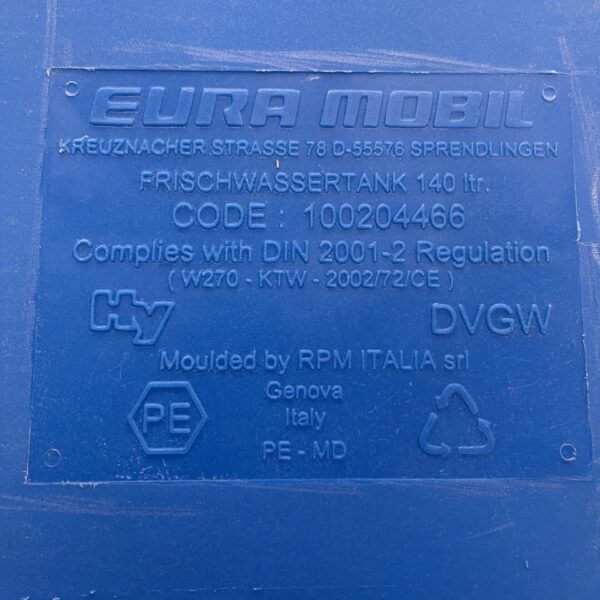 EURA MOBIL
KREUZNACHER STRASSE 78 D-55576 SPRENDLINGEN
FRISCHWASSERTANK 140 ltr.
CODE : 100204466
Complies with DIN 2001-2 Regulation
( W270 - KTW - 2002/72/CE )
Hy DVGW
Moulded by RPM ITALIA srl
Genova
Italy
PE
PE - MD